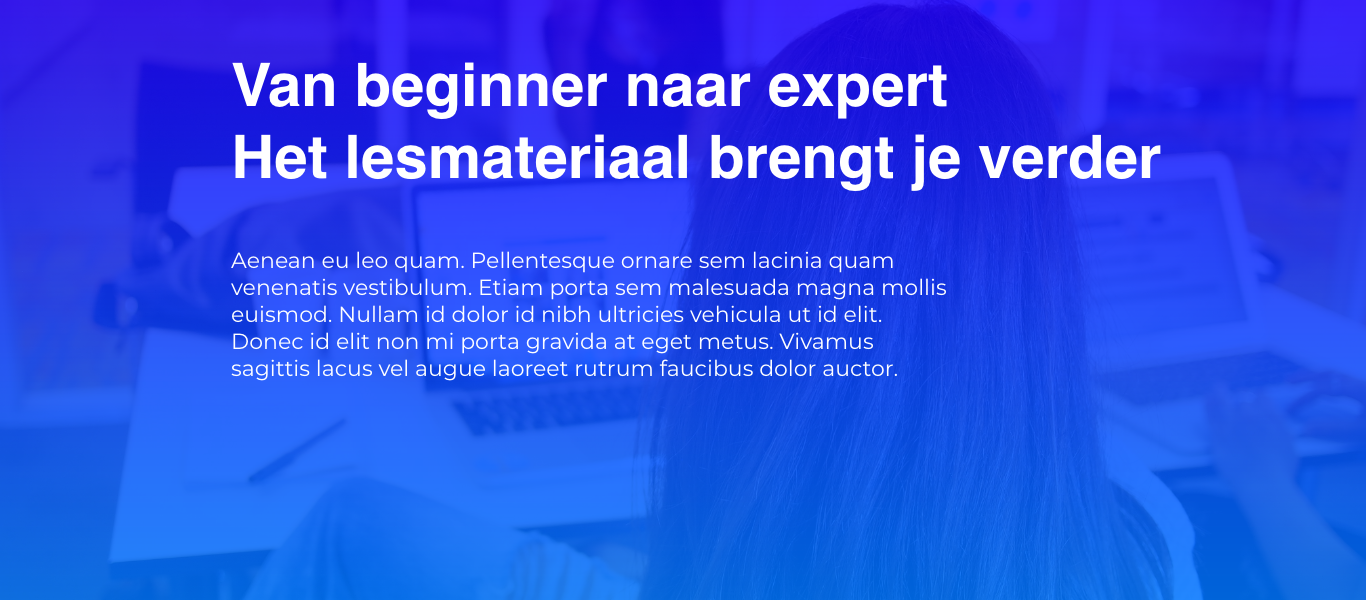 Van beginner naar expert
Het lesmateriaal brengt je verder
Aenean eu leo quam. Pellentesque ornare sem lacinia quam
venenatis vestibulum. Etiam porta sem malesuada magna mollis
euismod. Nullam id dolor id nibh ultricies vehicula ut id elit.
Donec id elit non mi porta gravida at eget metus. Vivamus
sagittis lacus vel augue laoreet rutrum faucibus dolor auctor.